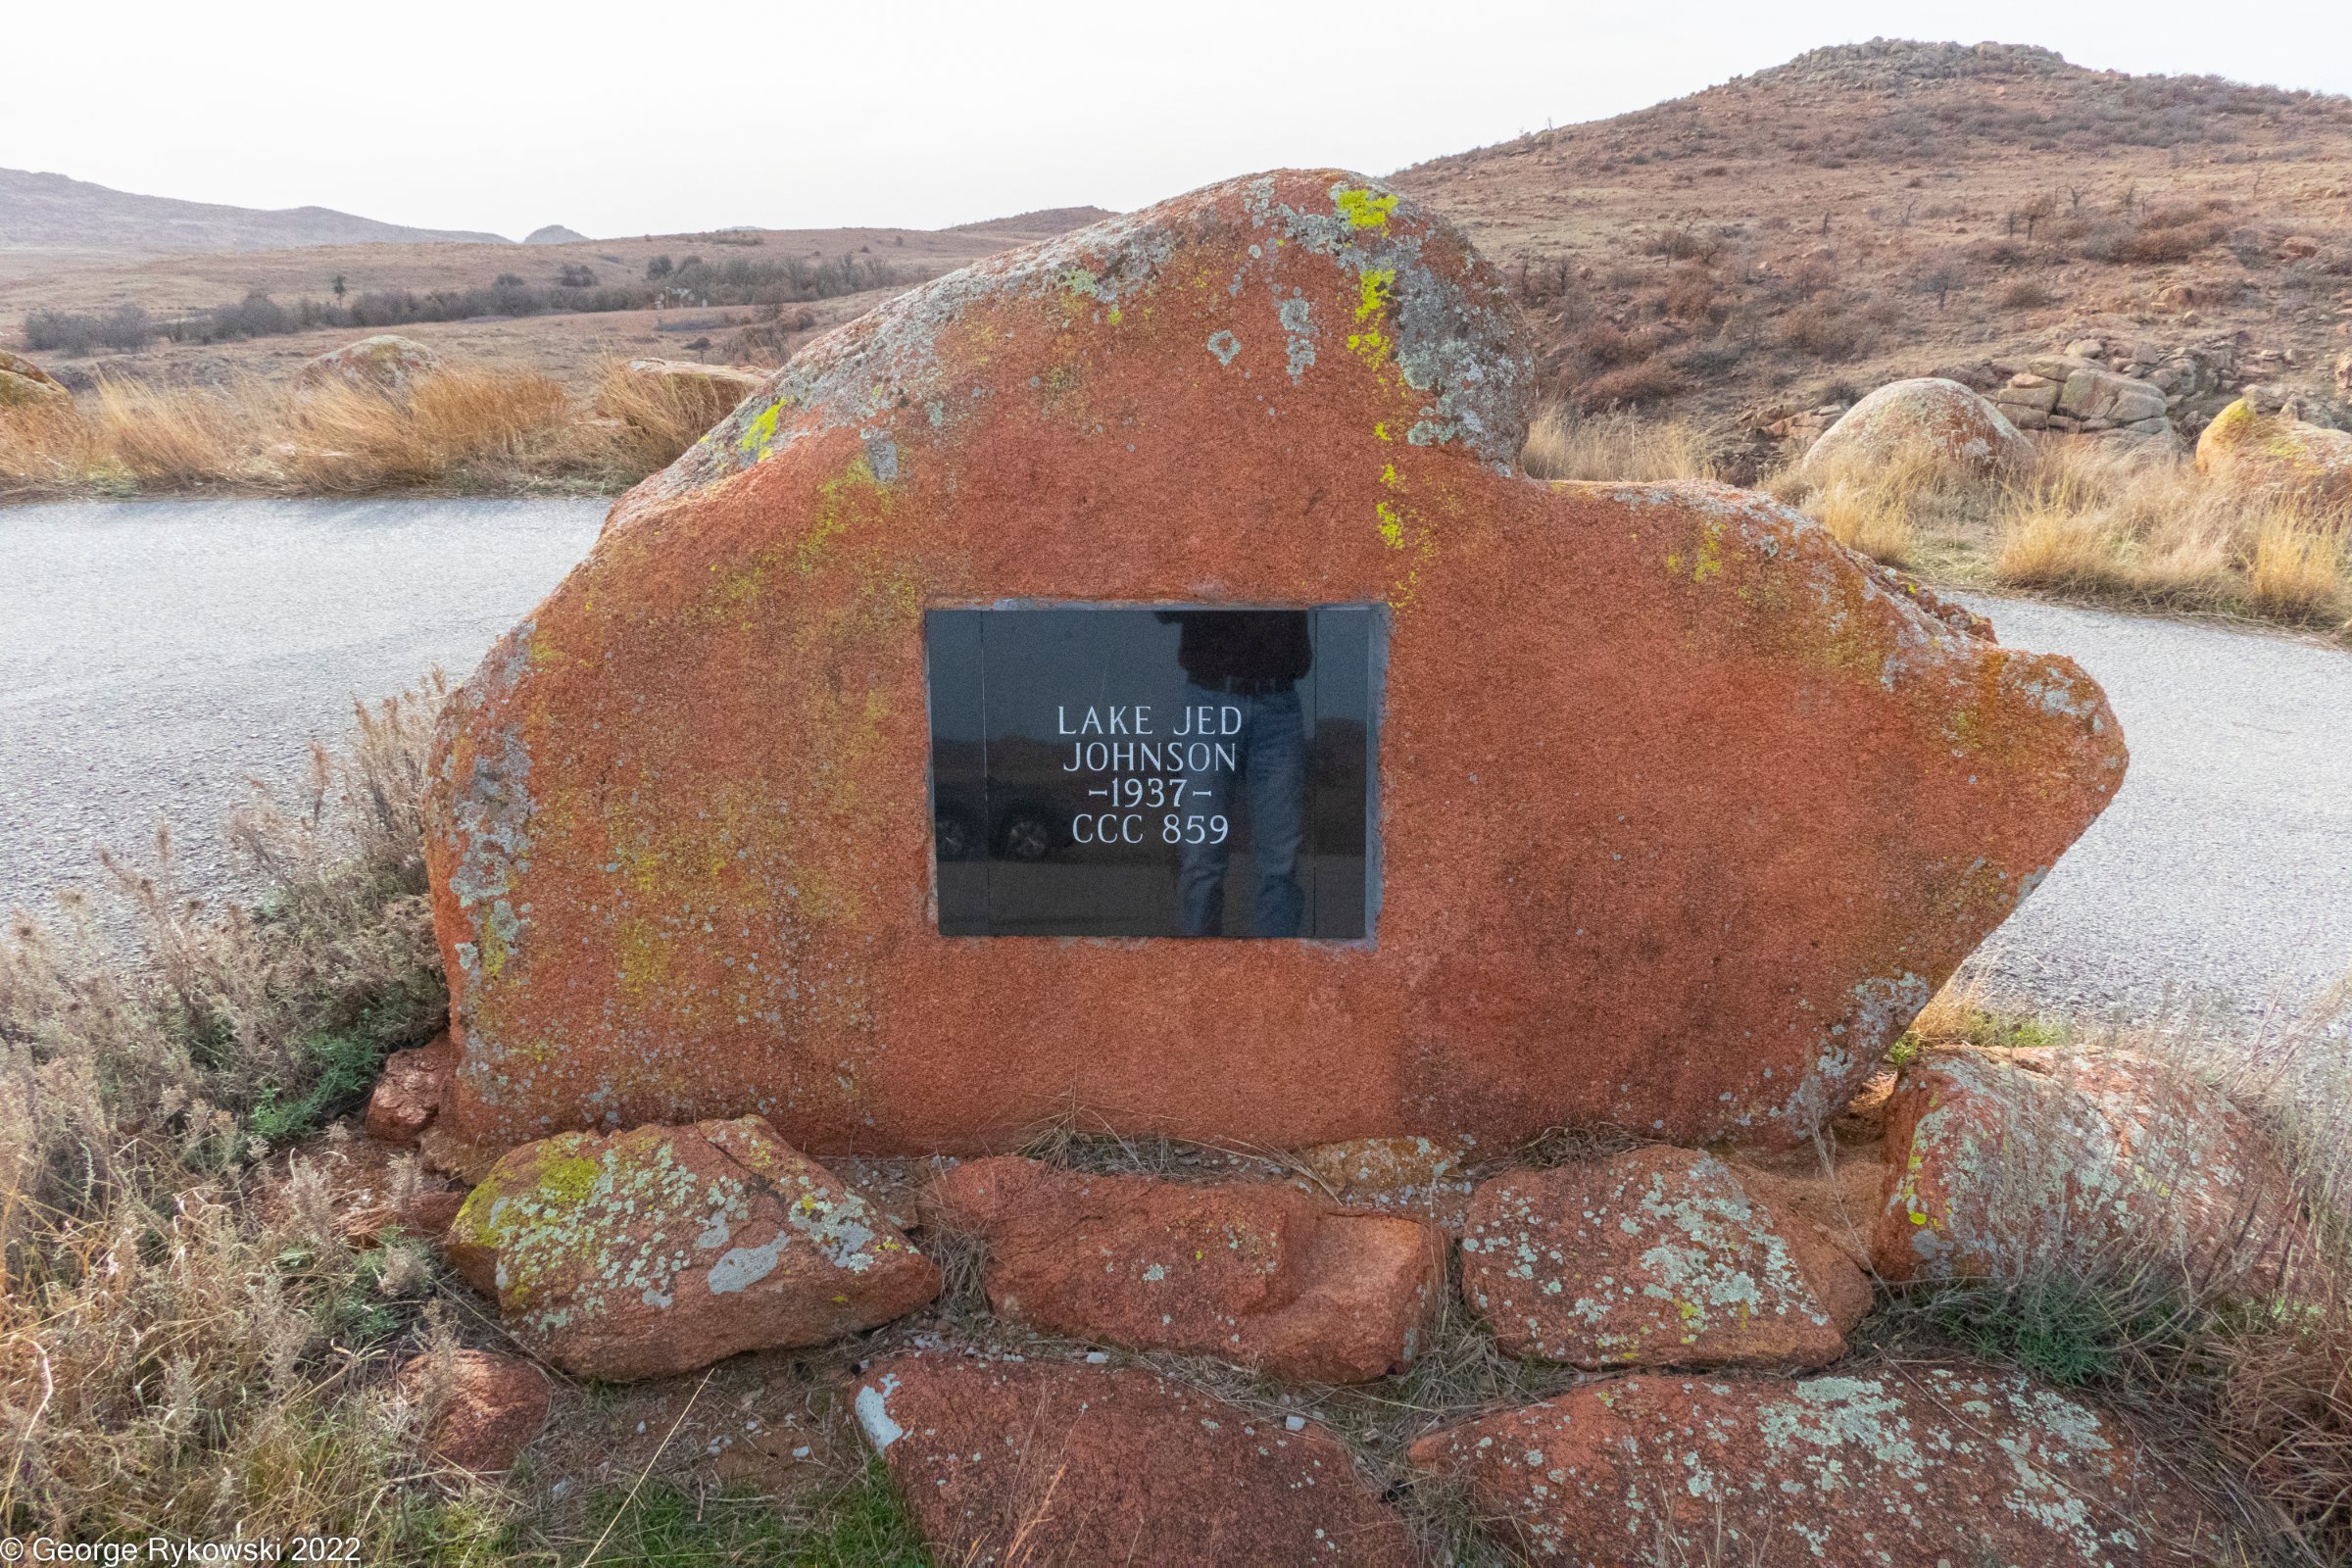 LAKE JED
JOHNSON
-1937-
CCC 859
© George Rykowski 2022